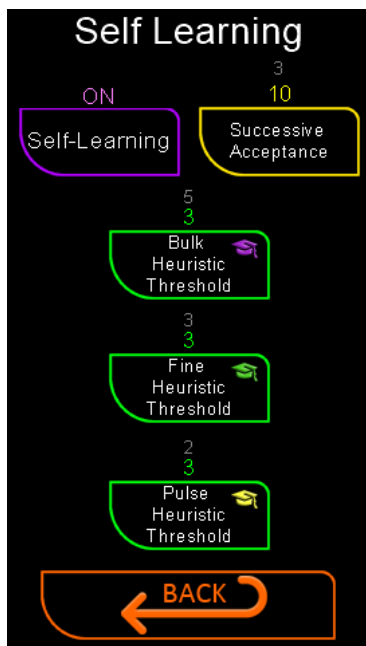 Self Learning
3
ON
10
Self-Learning
Successive
Acceptance
5
3
Bulk
Heuristic
Threshold
3
3
Fine
Heuristic
Threshold
2
3
Pulse
Heuristic
Threshold
BACK